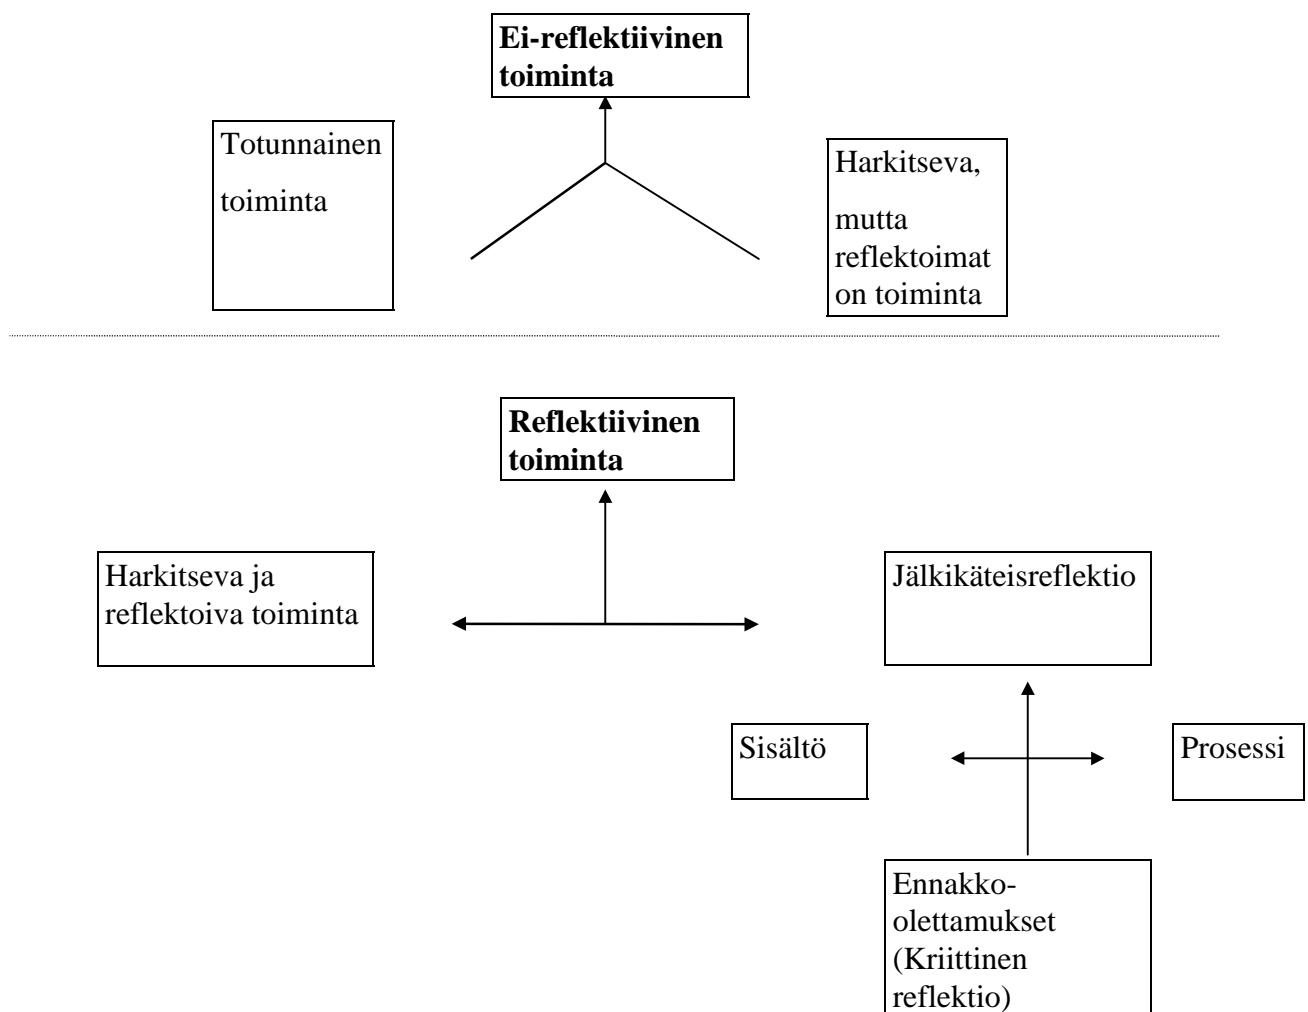 Ei-reflektiivinen
toiminta
Totunnainen
toiminta
Harkitseva,
mutta
reflektoimat
on toiminta
Reflektiivinen
toiminta
Harkitseva ja
reflektoiva toiminta
Jälkikäteisreflektio
Sisältö
Prosessi
Ennakko-
olettamukset
(Kriittinen
reflektio)